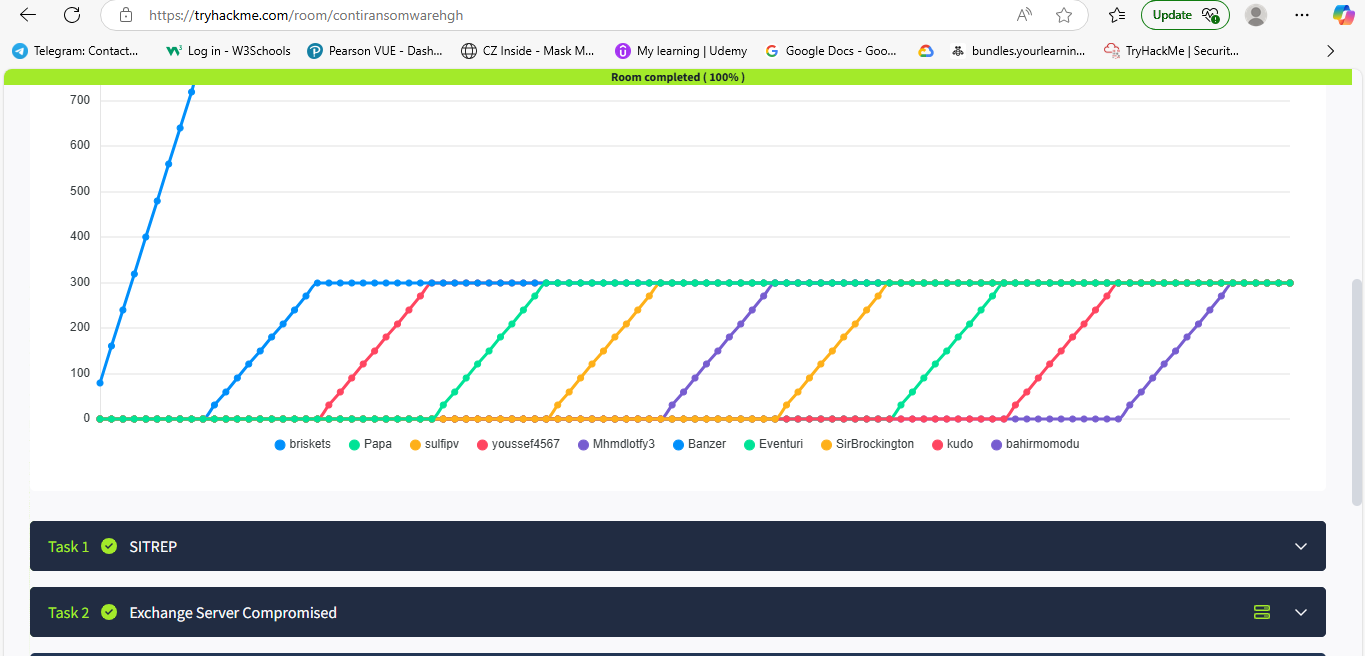 https://tryhackme.com/room/contiransomwarehgh
Update
Telegram: Contact...
Log in - W3Schools
Pearson VUE - Dash...
CZ Inside - Mask M...
My learning | Udemy
Google Docs - Goo...
bundles.yourlearnin...
TryHackMe | Securit...
Room completed ( 100% )
700
600
500
400
300
200
100
0
briskets Papa sulfipv youssef4567 Mhmdlotfy3 Banzer Eventuri SirBrockington kudo bahirmomodu
Task 1 SITREP
Task 2 Exchange Server Compromised